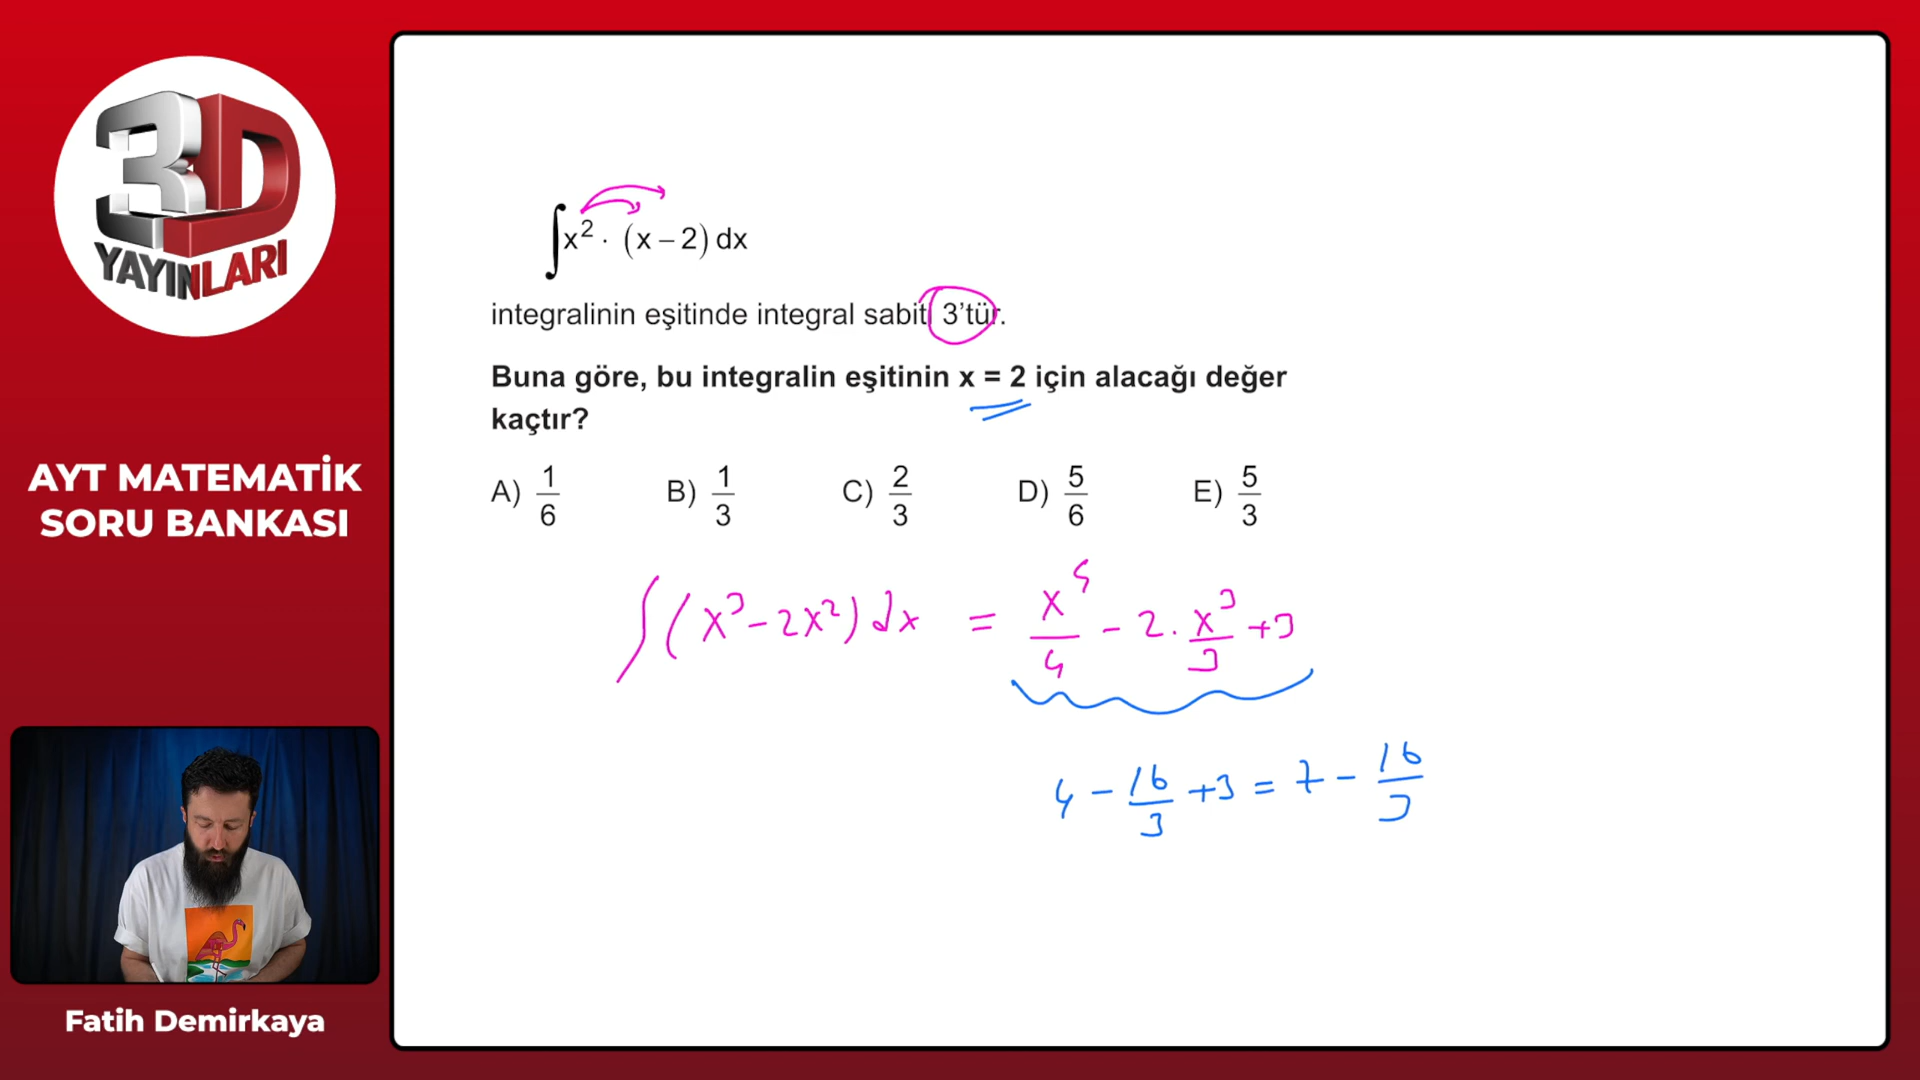 3D
YAYINLARI
AYT MATEMATİK
SORU BANKASI
Fatih Demirkaya
∫x² · (x – 2) dx
integralinin eşitinde integral sabiti 3'tür.
Buna göre, bu integralin eşitinin x = 2 için alacağı değer
kaçtır?
A) 1/6 B) 1/3 C) 2/3 D) 5/6 E) 5/3
∫(x³ - 2x²) dx = x⁴/4 - 2. x³/3 + 3
4 - 16/3 + 3 = 7 - 16/3